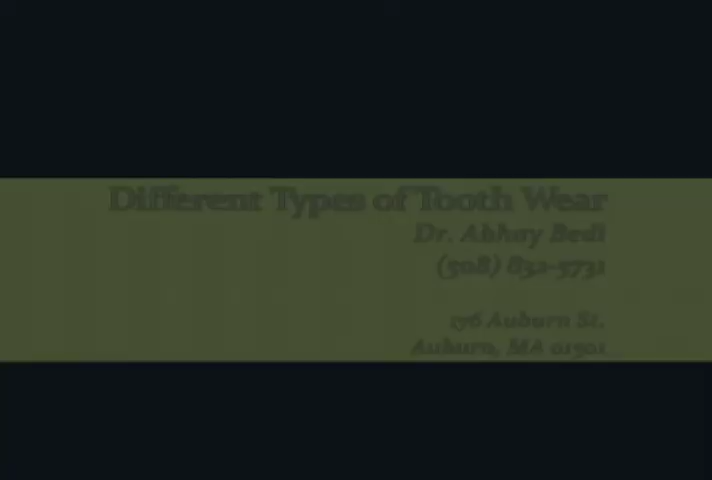 Different Types of Tooth Wear
Dr. Abhay Bedi
(508) 832-5731
176 Auburn St.
Auburn, MA 01501